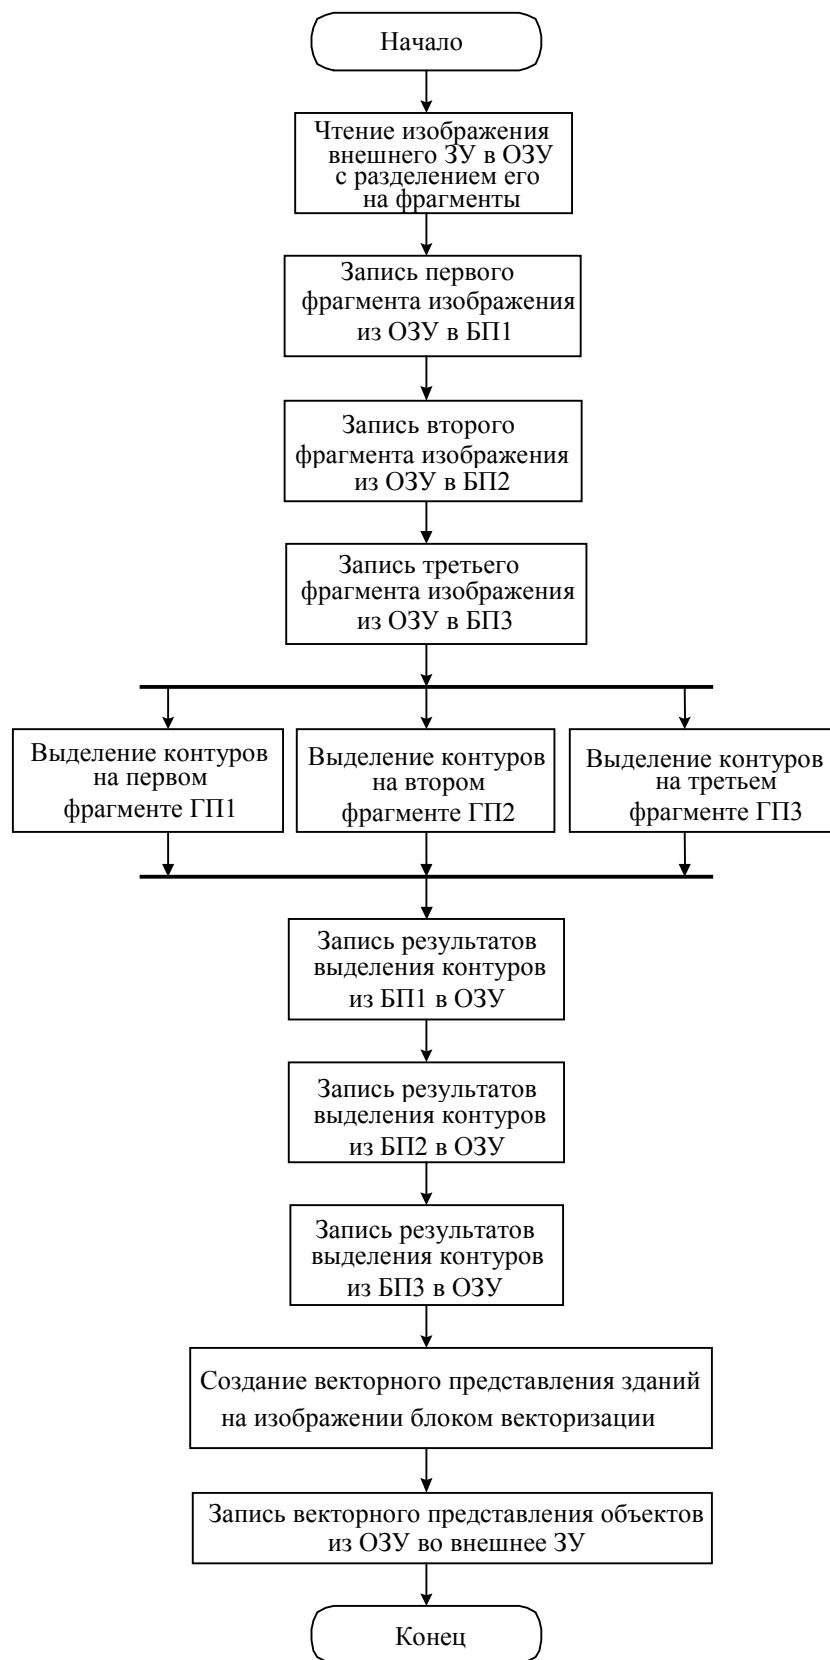 Начало
Чтение изображения
внешнего ЗУ в ОЗУ
с разделением его
на фрагменты
Запись первого
фрагмента изображения
из ОЗУ в БП1
Запись второго
фрагмента изображения
из ОЗУ в БП2
Запись третьего
фрагмента изображения
из ОЗУ в БП3
Выделение контуров
на первом
фрагменте ГП1
Выделение контуров
на втором
фрагменте ГП2
Выделение контуров
на третьем
фрагменте ГП3
Запись результатов
выделения контуров
из БП1 в ОЗУ
Запись результатов
выделения контуров
из БП2 в ОЗУ
Запись результатов
выделения контуров
из БП3 в ОЗУ
Создание векторного представления зданий
на изображении блоком векторизации
Запись векторного представления объектов
из ОЗУ во внешнее ЗУ
Конец